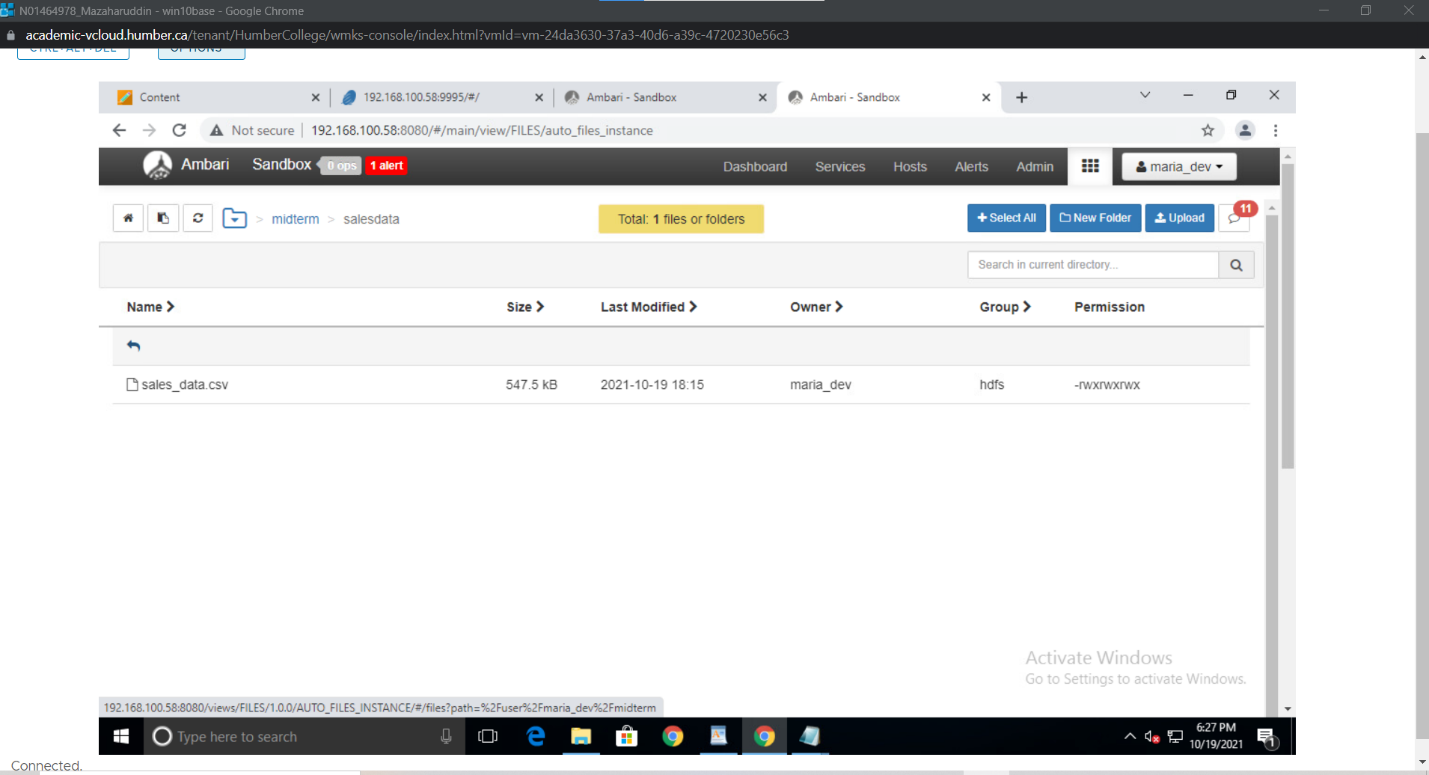 N01464978_Mazaharuddin - win10base - Google Chrome
academic-vcloud.humber.ca/tenant/HumberCollege/wmks-console/index.html?vmId=vm-24da3630-37a3-40d6-a39c-4720230e56c3
CTRL+ALT+DEL OPTIONS
Content 192.168.100.58:9995/#/ Ambari - Sandbox Ambari - Sandbox
Not secure 192.168.100.58:8080/#/main/view/FILES/auto_files_instance
Ambari Sandbox 0 ops 1 alert Dashboard Services Hosts Alerts Admin maria_dev
> midterm > salesdata Total: 1 files or folders Select All New Folder Upload 11
Search in current directory...
Name Size Last Modified Owner Group Permission
sales_data.csv 547.5 kB 2021-10-19 18:15 maria_dev hdfs -rwxrwxrwx
Activate Windows
Go to Settings to activate Windows.
192.168.100.58:8080/views/FILES/1.0.0/AUTO_FILES_INSTANCE/#/files?path=%2Fuser%2Fmaria_dev%2Fmidterm
Type here to search 6:27 PM
10/19/2021 1
Connected.